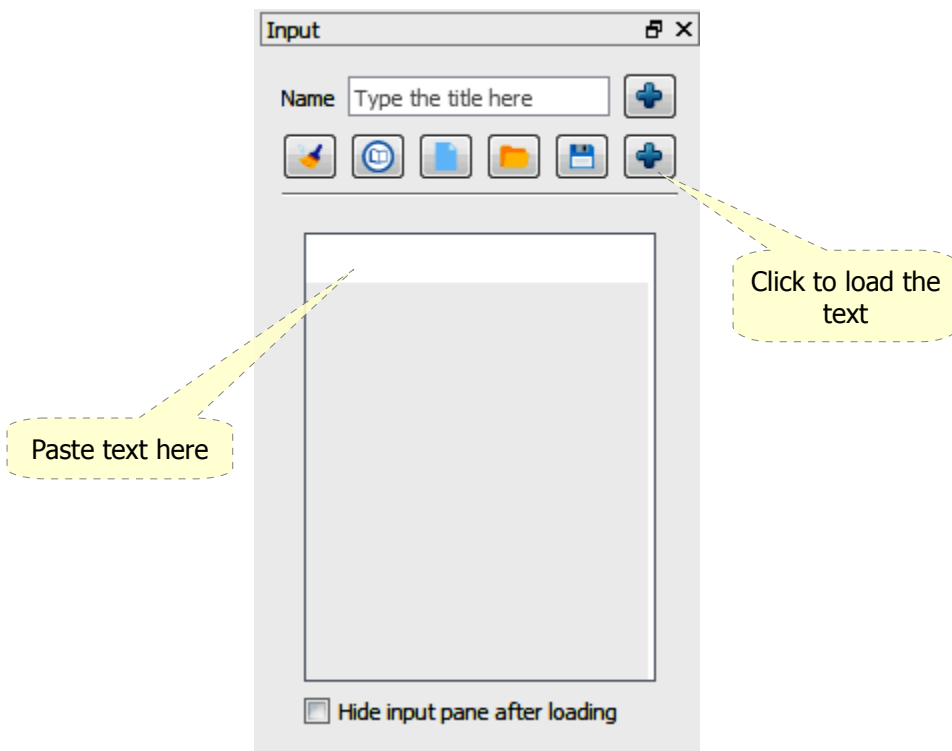 Input
Name Type the title here
Click to load the
text
Paste text here
Hide input pane after loading